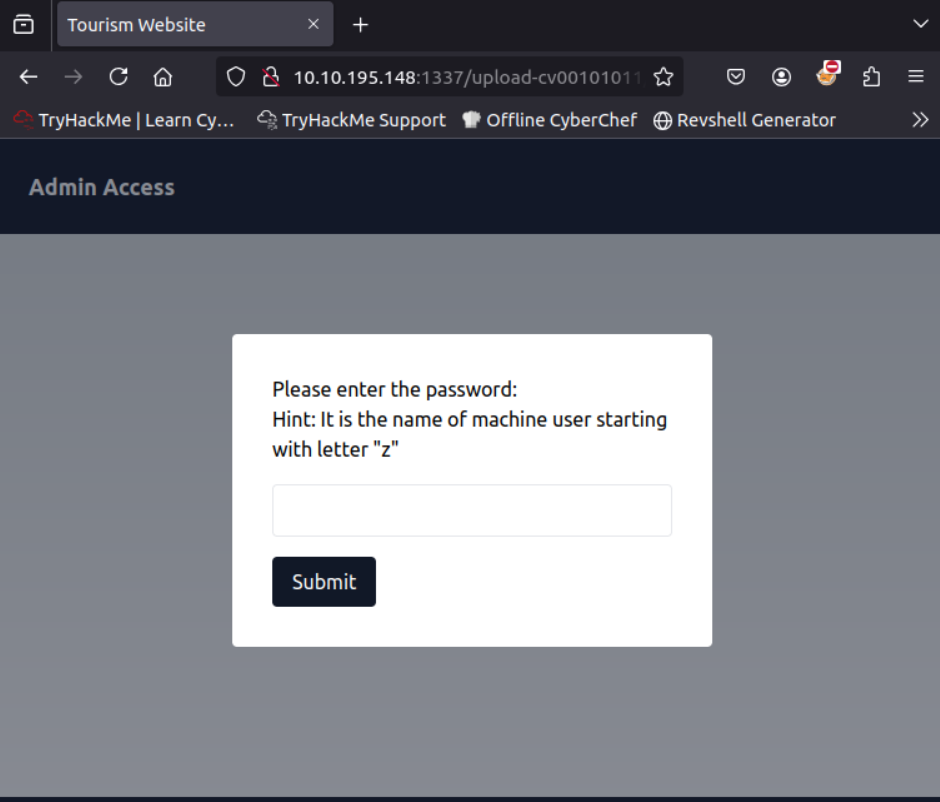 Tourism Website
10.10.195.148:1337/upload-cv00101011
TryHackMe | Learn Cy... TryHackMe Support Offline CyberChef Revshell Generator
Admin Access
Please enter the password:
Hint: It is the name of machine user starting
with letter "z"
Submit